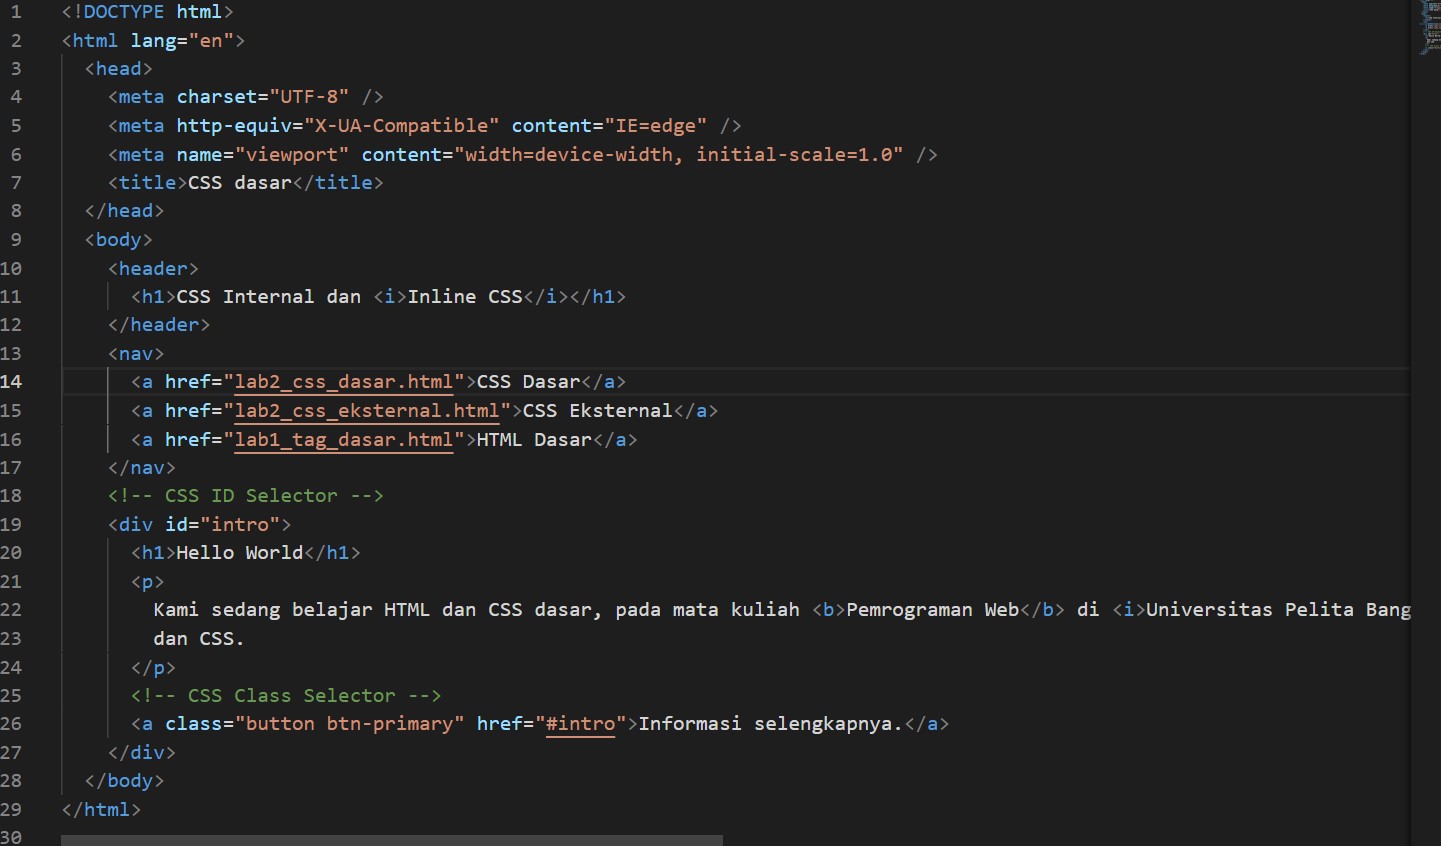 1 <!DOCTYPE html>
2 <html lang="en">
3 <head>
4 <meta charset="UTF-8" />
5 <meta http-equiv="X-UA-Compatible" content="IE=edge" />
6 <meta name="viewport" content="width=device-width, initial-scale=1.0" />
7 <title>CSS dasar</title>
8 </head>
9 <body>
10 <header>
11 <h1>CSS Internal dan <i>Inline CSS</i></h1>
12 </header>
13 <nav>
14 <a href="lab2_css_dasar.html">CSS Dasar</a>
15 <a href="lab2_css_eksternal.html">CSS Eksternal</a>
16 <a href="lab1_tag_dasar.html">HTML Dasar</a>
17 </nav>
18 <!-- CSS ID Selector -->
19 <div id="intro">
20 <h1>Hello World</h1>
21 <p>
22 Kami sedang belajar HTML dan CSS dasar, pada mata kuliah <b>Pemrograman Web</b> di <i>Universitas Pelita Bang
23 dan CSS.
24 </p>
25 <!-- CSS Class Selector -->
26 <a class="button btn-primary" href="#intro">Informasi selengkapnya.</a>
27 </div>
28 </body>
29 </html>
30